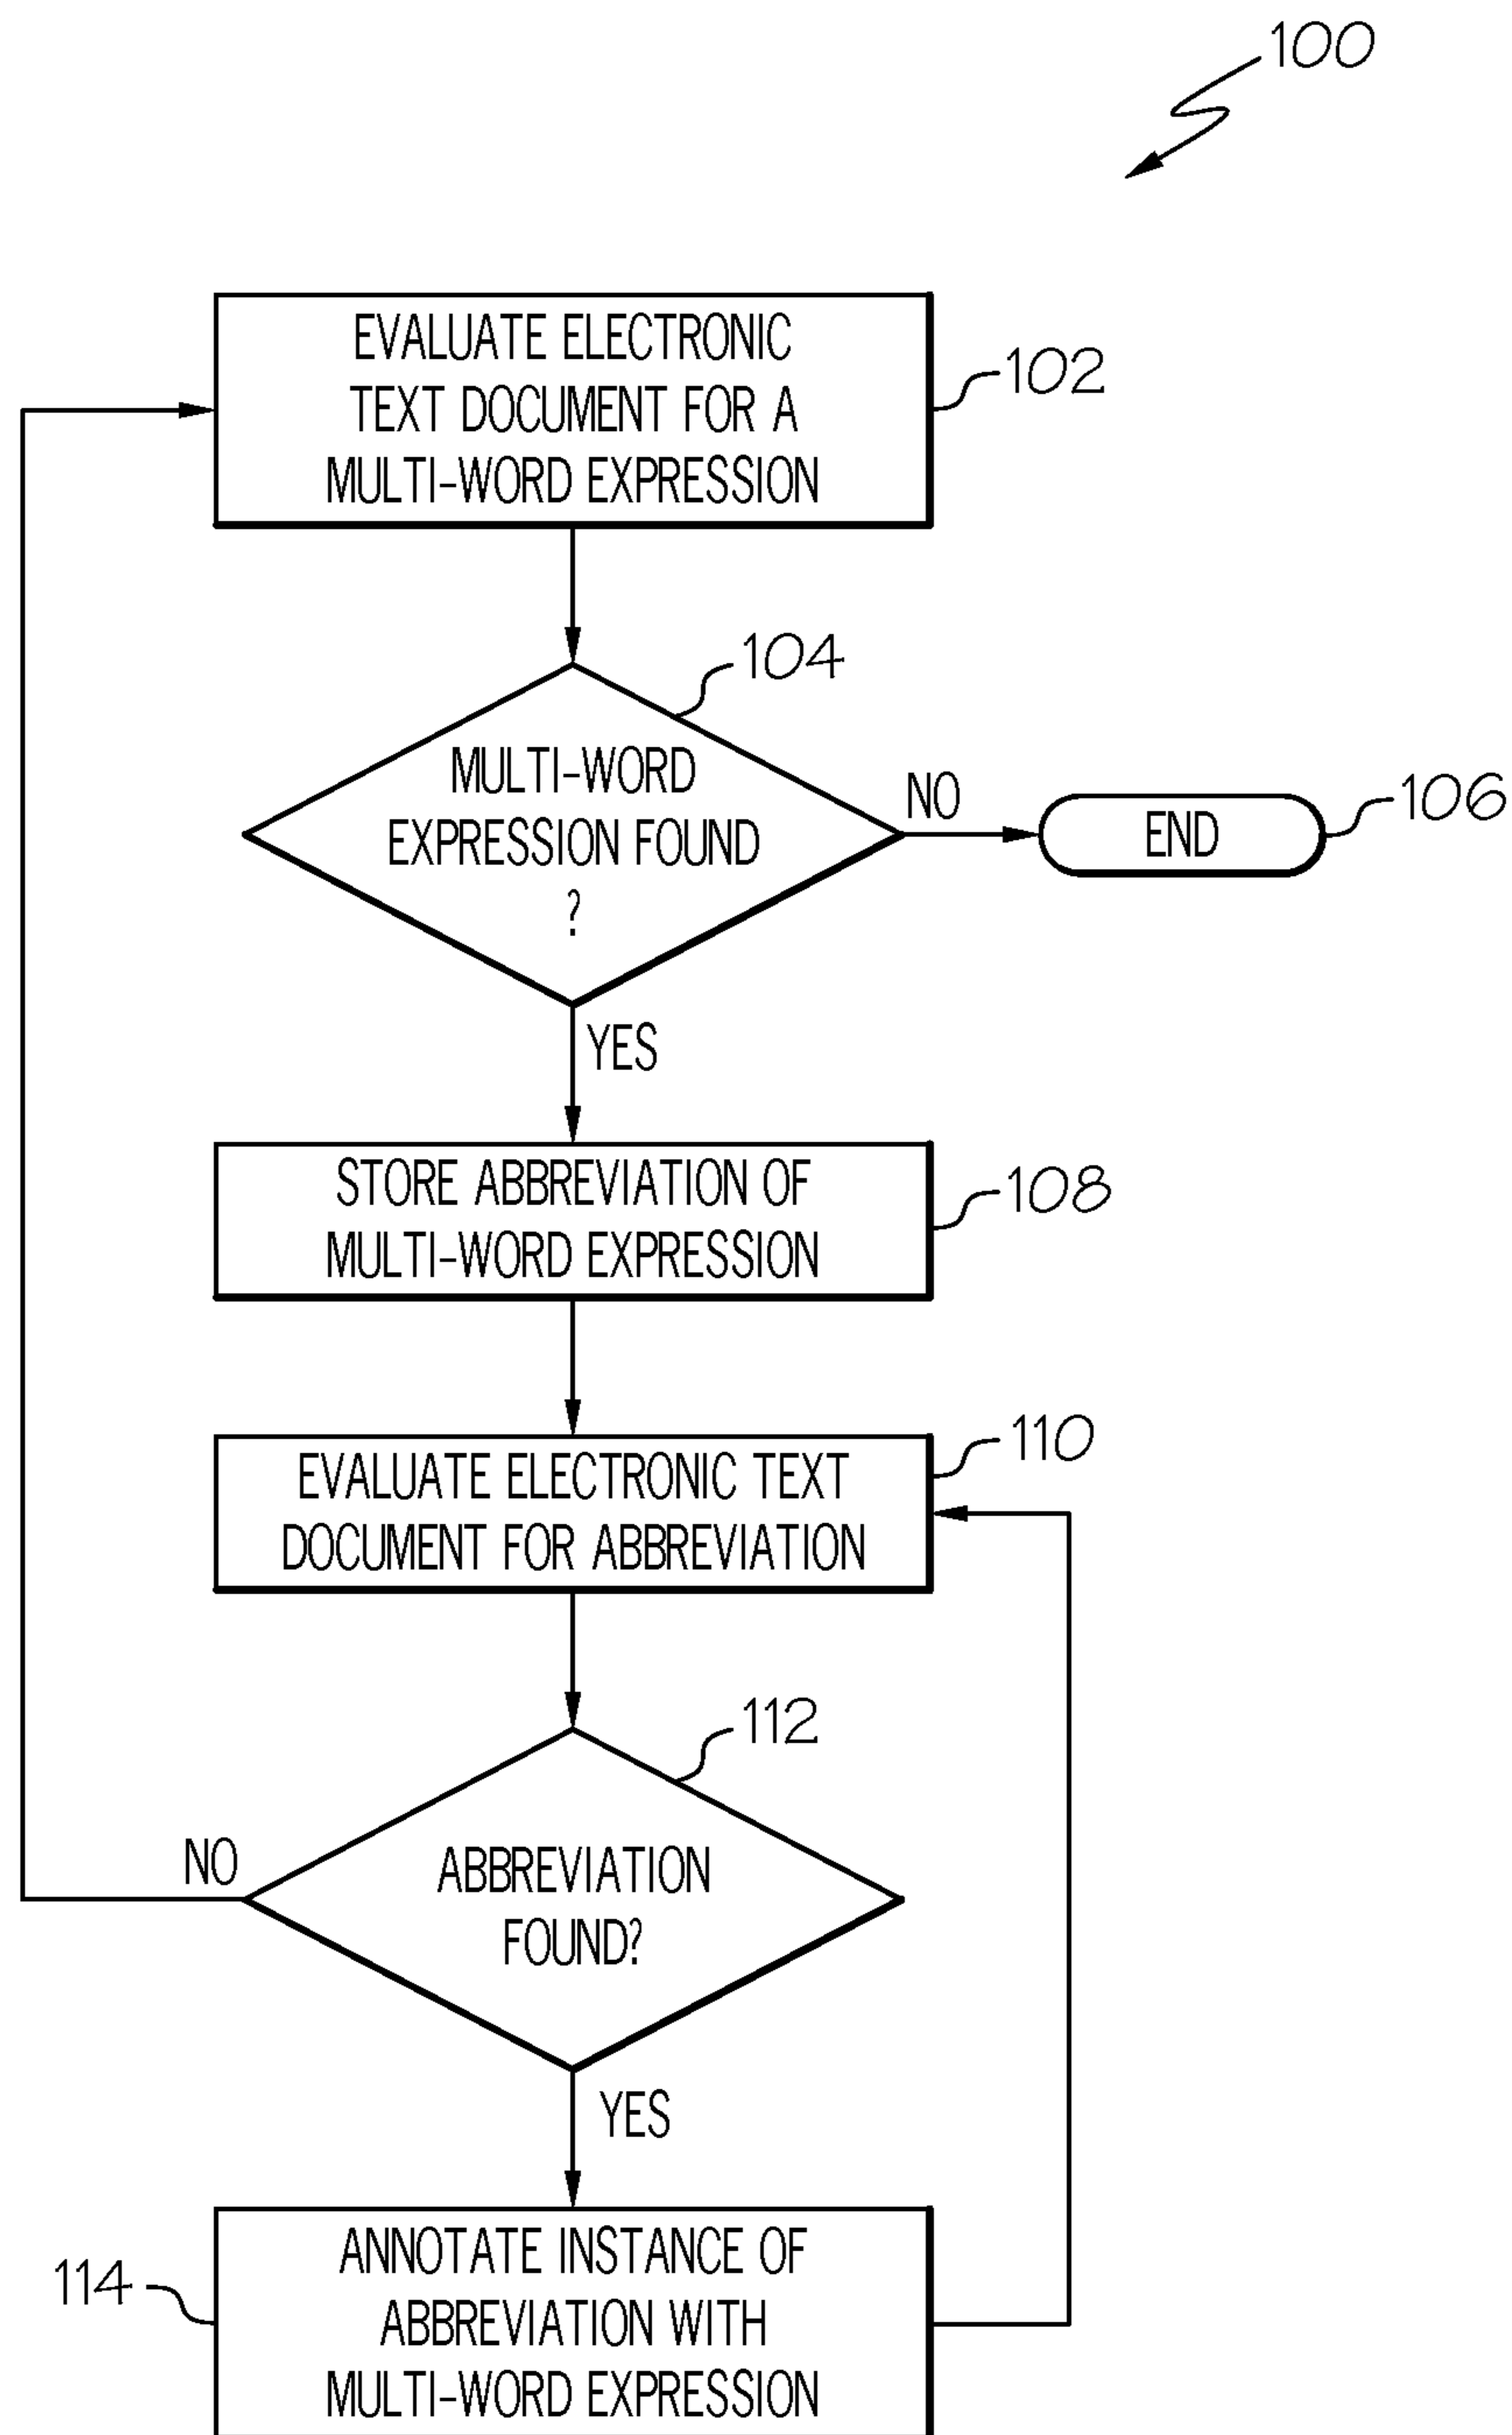 100
EVALUATE ELECTRONIC
TEXT DOCUMENT FOR A
MULTI-WORD EXPRESSION
102
104
MULTI-WORD
EXPRESSION FOUND
?
NO
END
106
YES
STORE ABBREVIATION OF
MULTI-WORD EXPRESSION
108
110
EVALUATE ELECTRONIC TEXT
DOCUMENT FOR ABBREVIATION
112
NO
ABBREVIATION
FOUND?
YES
114
ANNOTATE INSTANCE OF
ABBREVIATION WITH
MULTI-WORD EXPRESSION